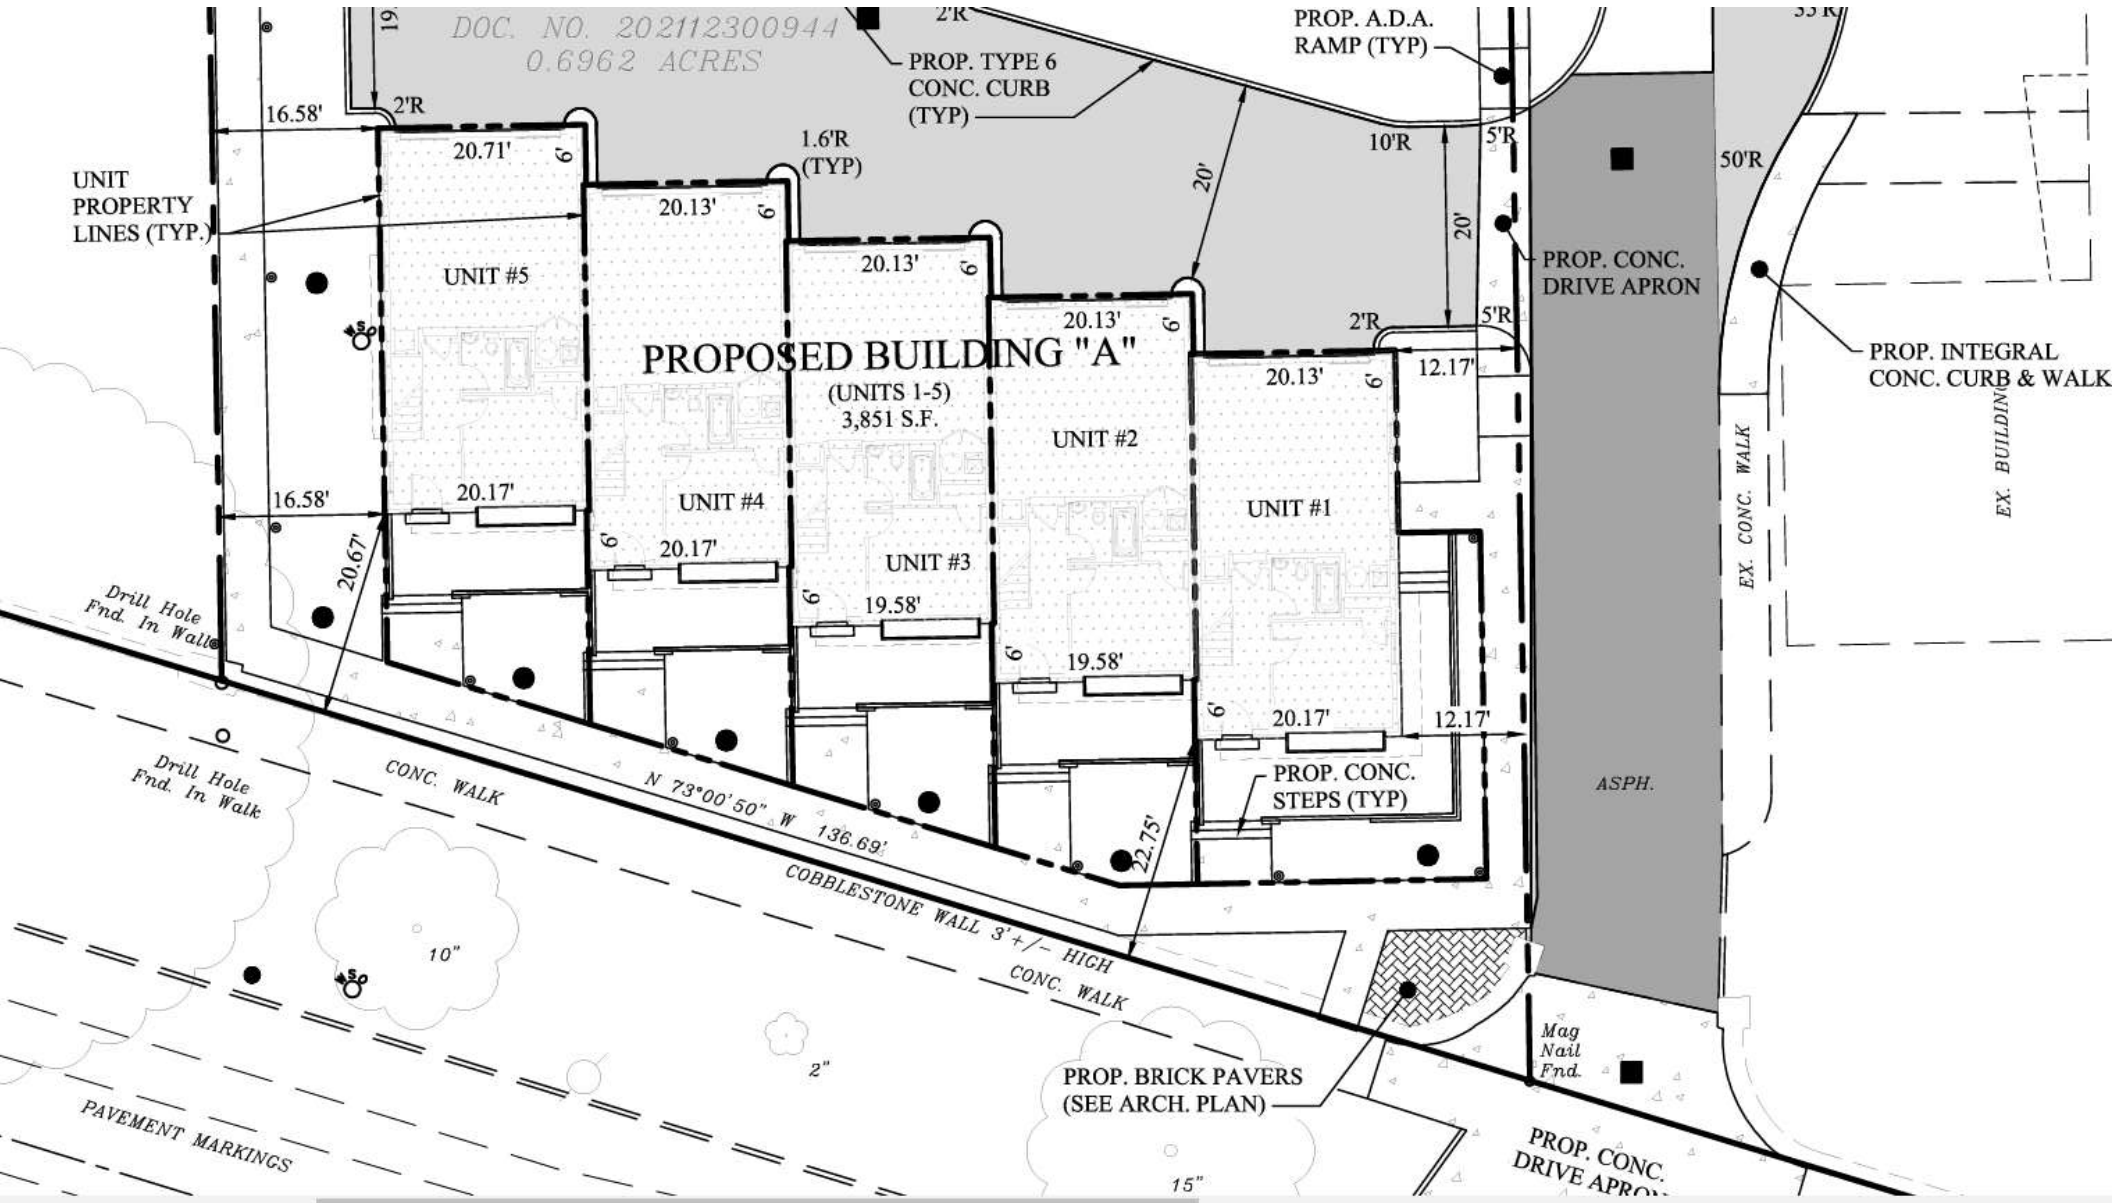 DOC. NO. 202112300944
0.6962 ACRES
19
2'R
PROP. TYPE 6
CONC. CURB
(TYP)
PROP. A.D.A.
RAMP (TYP)
35'R
16.58'
2'R
20.71'
6'
1.6'R
(TYP)
20'
10'R
5'R
50'R
UNIT
PROPERTY
LINES (TYP.)
20.13'
6'
20'
PROP. CONC.
DRIVE APRON
UNIT #5
20.13'
6'
20.13'
6'
2'R
5'R
12.17'
PROP. INTEGRAL
CONC. CURB & WALK
PROPOSED BUILDING "A"
(UNITS 1-5)
3,851 S.F.
20.13'
6'
UNIT #2
EX. BUILDING
EX. CONC. WALK
16.58'
20.17'
UNIT #4
UNIT #1
20.67'
6'
20.17'
UNIT #3
Drill Hole
Fnd. In Wall
6'
19.58'
6'
19.58'
6'
20.17'
12.17'
Drill Hole
Fnd. In Walk
CONC. WALK
N 73°00'50" W 136.69'
PROP. CONC.
STEPS (TYP)
22.75'
ASPH.
COBBLESTONE WALL 3'+/- HIGH
CONC. WALK
10"
2"
Mag
Nail
Fnd.
PROP. BRICK PAVERS
(SEE ARCH. PLAN)
PAVEMENT MARKINGS
15"
PROP. CONC.
DRIVE APRON